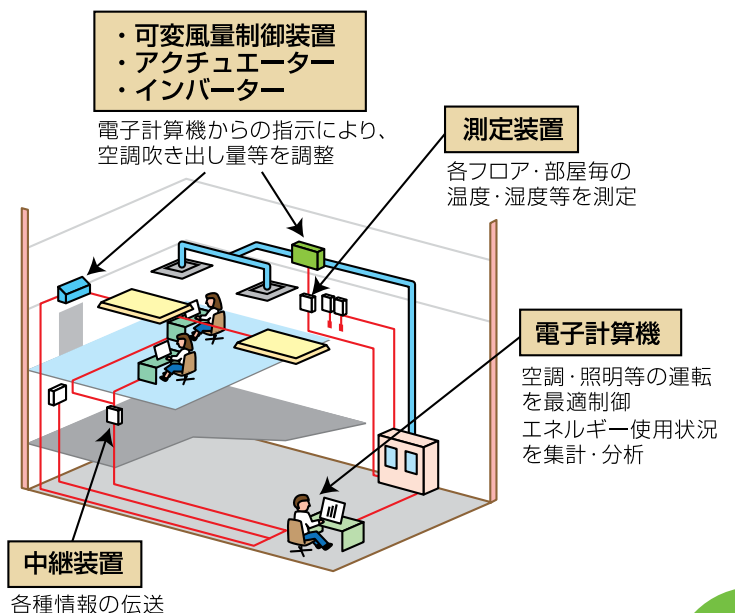 ・可変風量制御装置
・アクチュエーター
・インバーター
電子計算機からの指示により、
空調吹き出し量等を調整
測定装置
各フロア・部屋毎の
温度・湿度等を測定
電子計算機
空調・照明等の運転
を最適制御
エネルギー使用状況
を集計・分析
中継装置
各種情報の伝送